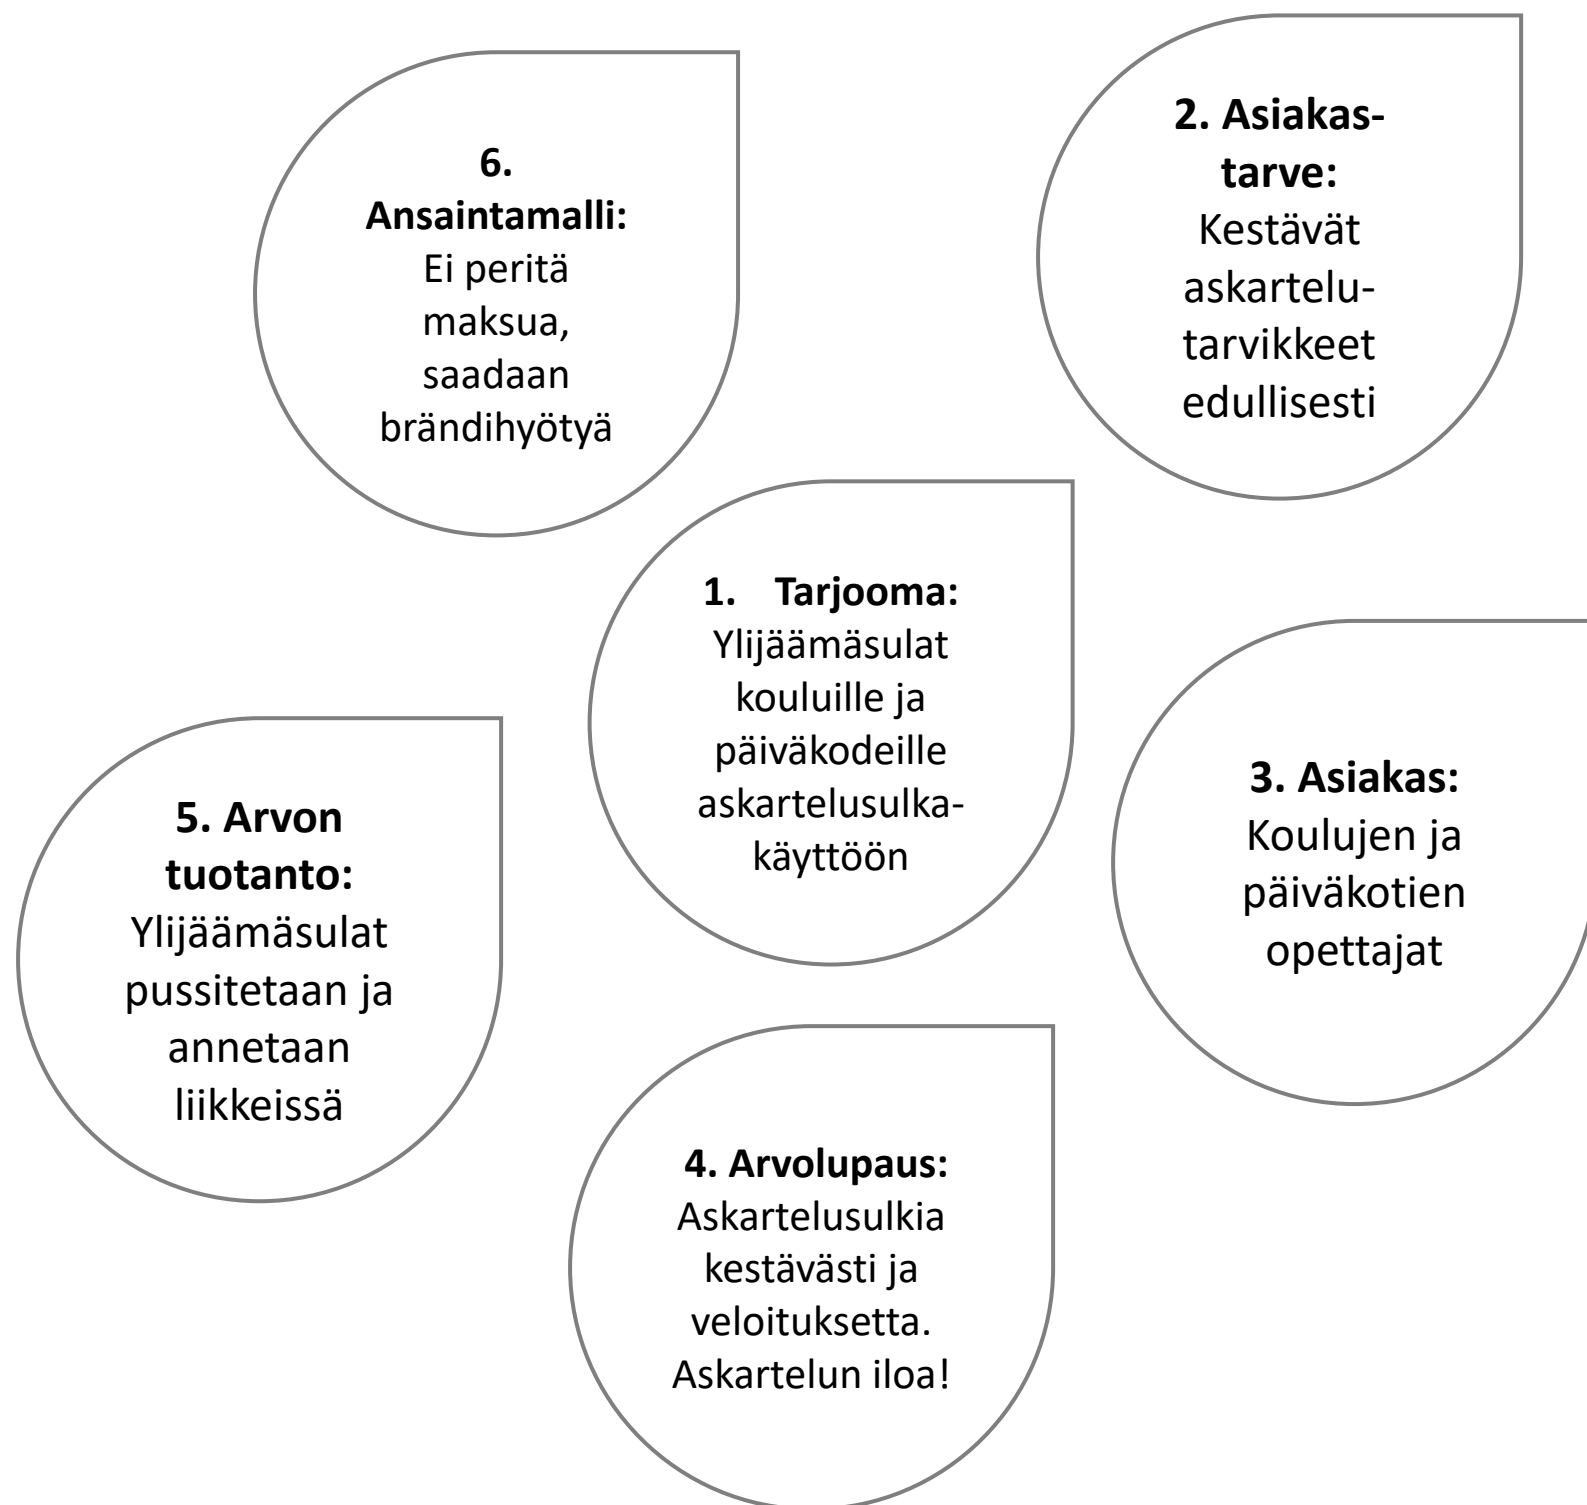 6.
Ansaintamalli:
Ei peritä
maksua,
saadaan
brändihyötyä
2. Asiakas-
tarve:
Kestävät
askartelu-
tarvikkeet
edullisesti
1. Tarjooma:
Ylijäämäsulat
kouluille ja
päiväkodeille
askartelusulka-
käyttöön
3. Asiakas:
Koulujen ja
päiväkotien
opettajat
5. Arvon
tuotanto:
Ylijäämäsulat
pussitetaan ja
annetaan
liikkeissä
4. Arvolupaus:
Askartelusulkia
kestävästi ja
veloituksetta.
Askartelun iloa!